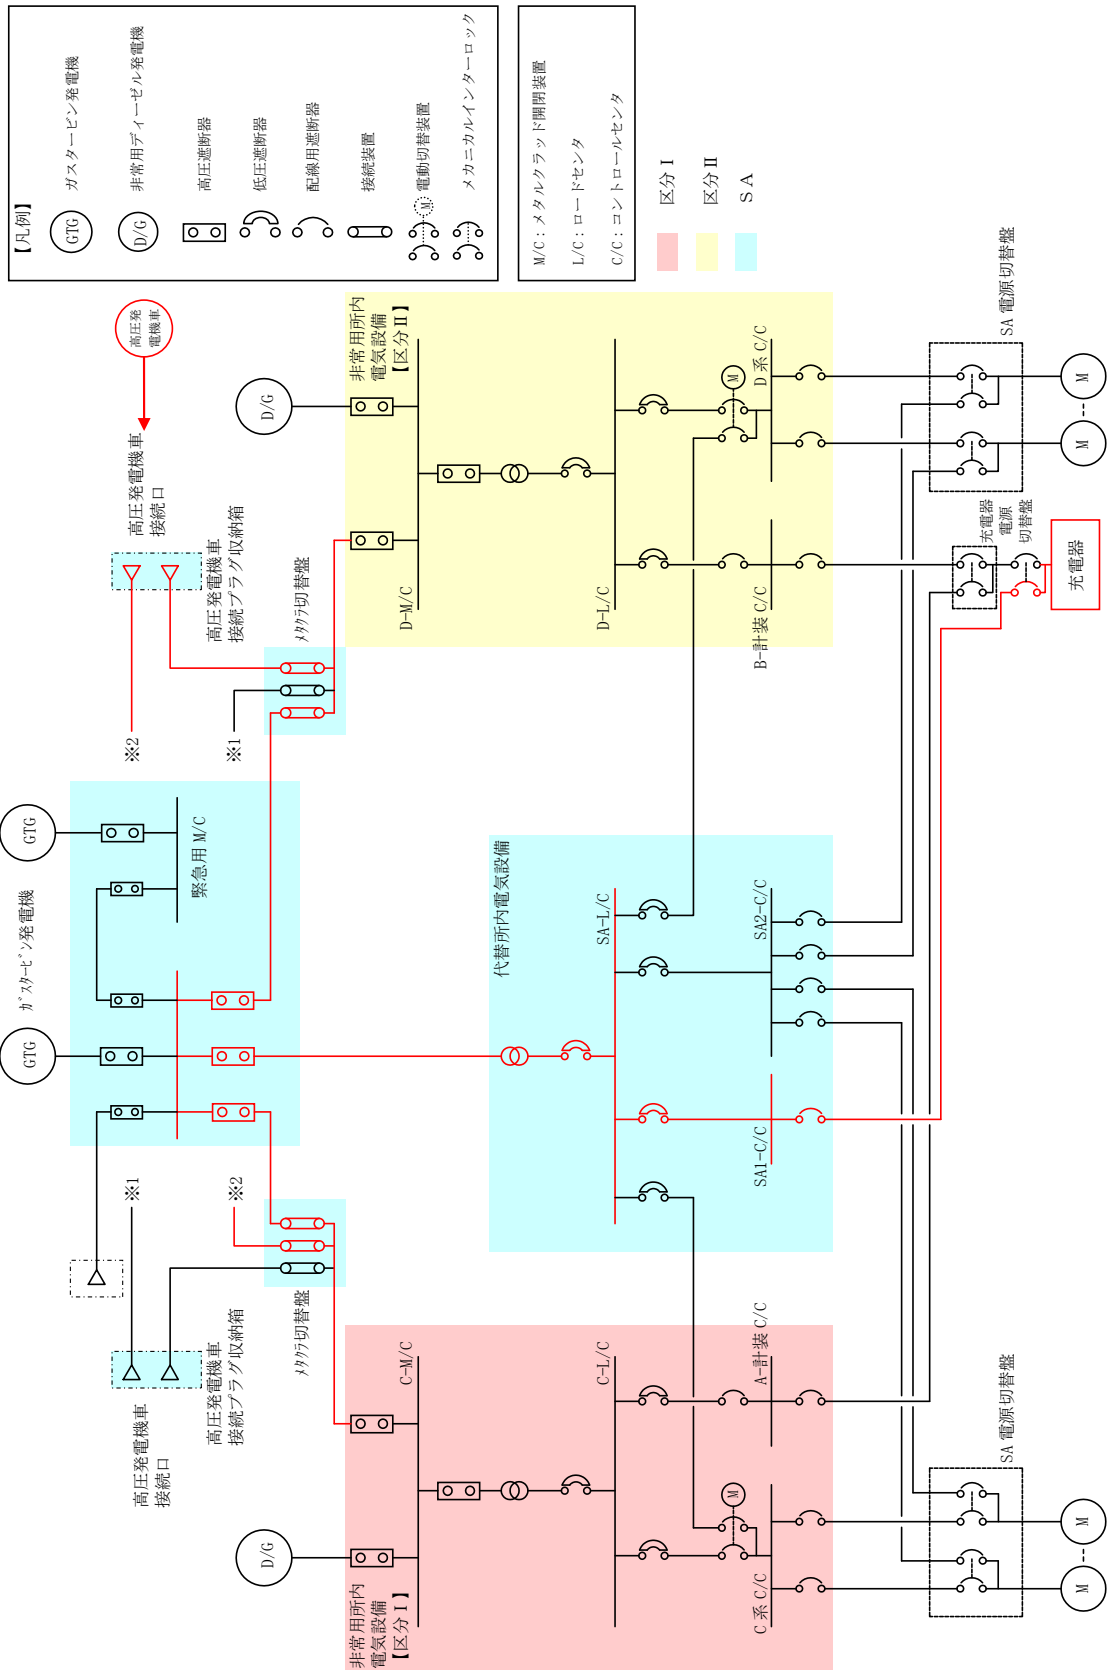 【凡例】
GTG
ガスタービン発電機
D/G
非常用ディーゼル発電機
高圧遮断器
低圧遮断器
配線用遮断器
接続装置
M
電動切替装置
メカニカルインターロック
M/C：メタルクラッド開閉装置
L/C：ロードセンタ
C/C：コントロールセンタ
区分Ⅰ
区分Ⅱ
ＳＡ
高圧発
電機車
高圧発電機車
接続口
高圧発電機車
接続プラグ収納箱
ﾒﾀｸﾗ切替盤
※2
※1
D/G
非常用所内
電気設備
【区分Ⅱ】
D-M/C
D-L/C
M
D系 C/C
B-計装 C/C
SA 電源切替盤
M
M
充電器
電源
切替盤
充電器
GTG
ｶﾞｽﾀｰﾋﾞﾝ発電機
GTG
緊急用 M/C
代替所内電気設備
SA-L/C
SA2-C/C
SA1-C/C
※1
※2
高圧発電機車
接続口
高圧発電機車
接続プラグ収納箱
ﾒﾀｸﾗ切替盤
D/G
非常用所内
電気設備
【区分Ⅰ】
C-M/C
C-L/C
A-計装 C/C
M
C系 C/C
SA 電源切替盤
M
M